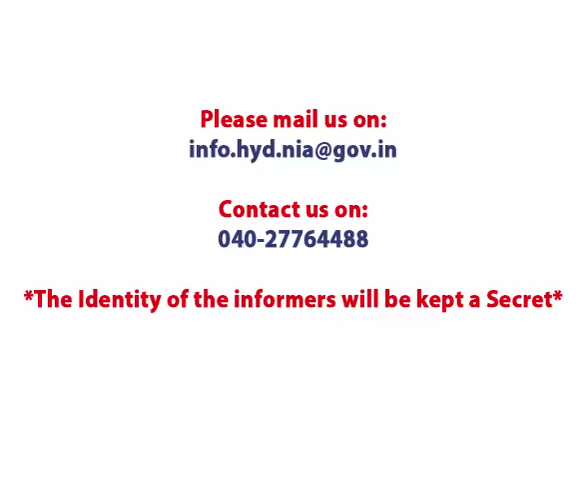 Please mail us on:
info.hyd.nia@gov.in
Contact us on:
040-27764488
*The Identity of the informers will be kept a Secret*